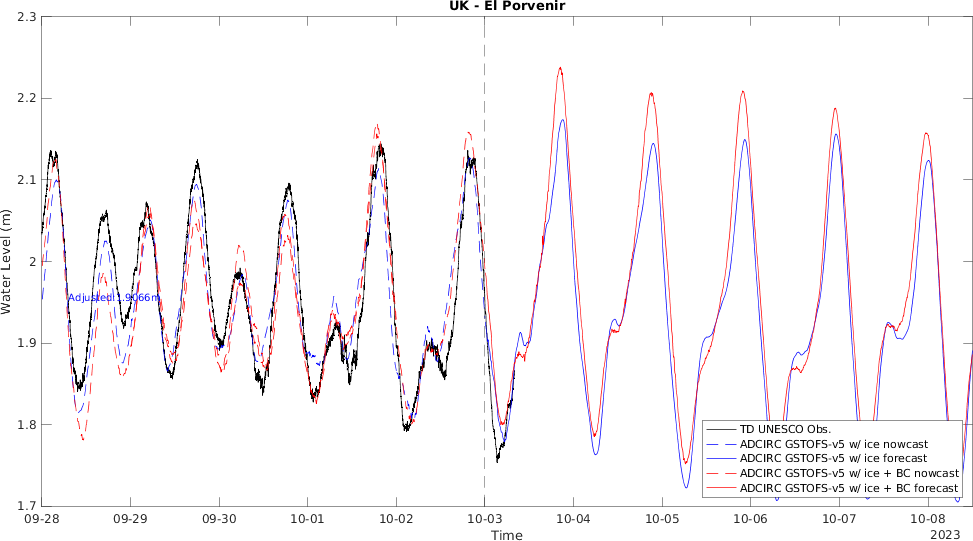 UK - El Porvenir
Water Level (m)
2.3
2.2
2.1
2
1.9
1.8
1.7
Adjusted:1.9066m
TD UNESCO Obs.
ADCIRC GSTOFS-v5 w/ ice nowcast
ADCIRC GSTOFS-v5 w/ ice forecast
ADCIRC GSTOFS-v5 w/ ice + BC nowcast
ADCIRC GSTOFS-v5 w/ ice + BC forecast
09-28 09-29 09-30 10-01 10-02 10-03 10-04 10-05 10-06 10-07 10-08
Time
2023